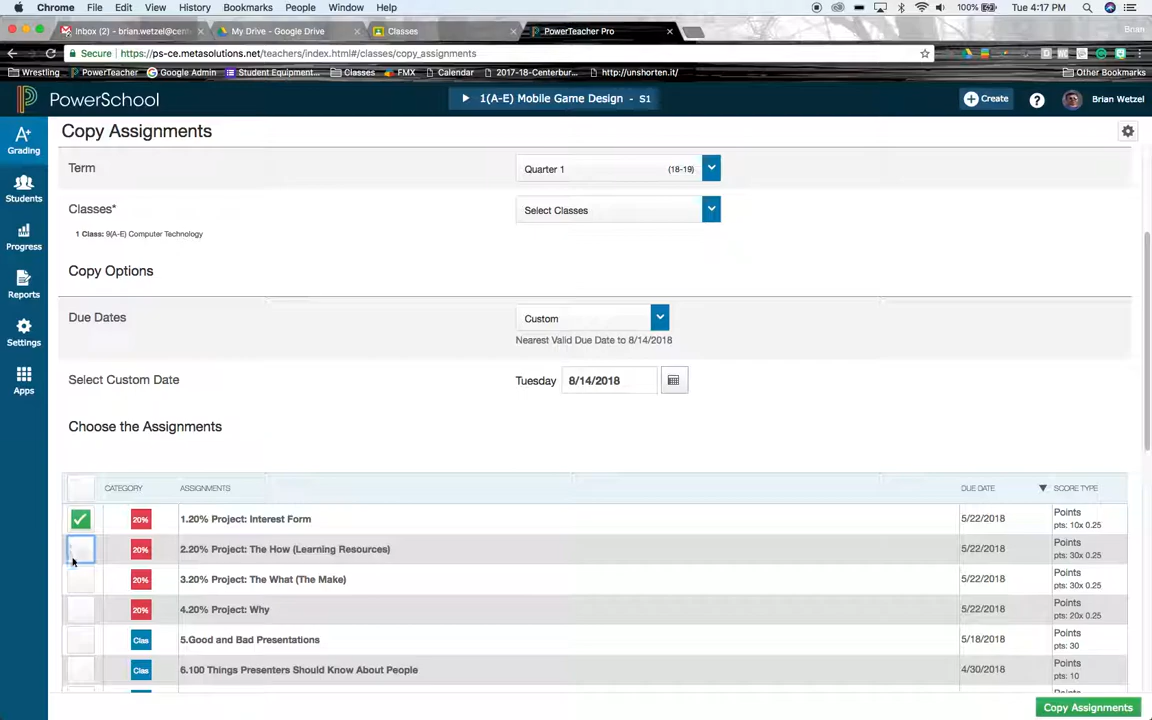 Chrome File Edit View History Bookmarks People Window Help 100% Tue 4:17 PM
Inbox (2) - brian.wetzel@cent × My Drive - Google Drive × Classes × PowerTeacher Pro × Brian
Secure https://ps-ce.metasolutions.net/teachers/index.html#/classes/copy_assignments
Wrestling PowerTeacher Google Admin Student Equipment... Classes FMX Calendar 2017-18-Centerbur... http://unshorten.it/ Other Bookmarks
PowerSchool 1(A-E) Mobile Game Design - S1 Create ? Brian Wetzel
A+
Grading
Students
Progress
Reports
Settings
Apps
Copy Assignments
Term Quarter 1 (18-19)
Classes* Select Classes
1 Class: 9(A-E) Computer Technology
Copy Options
Due Dates Custom
Nearest Valid Due Date to 8/14/2018
Select Custom Date Tuesday 8/14/2018
Choose the Assignments
CATEGORY ASSIGNMENTS DUE DATE SCORE TYPE
20% 1.20% Project: Interest Form 5/22/2018 Points
pts: 10x 0.25
20% 2.20% Project: The How (Learning Resources) 5/22/2018 Points
pts: 30x 0.25
20% 3.20% Project: The What (The Make) 5/22/2018 Points
pts: 30x 0.25
20% 4.20% Project: Why 5/22/2018 Points
pts: 20x 0.25
Clas 5.Good and Bad Presentations 5/18/2018 Points
pts: 30
Clas 6.100 Things Presenters Should Know About People 4/30/2018 Points
pts: 10
Copy Assignments